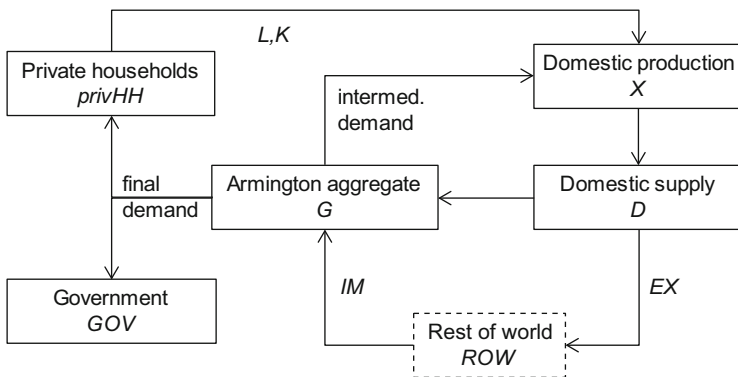 L,K
Private households
privHH
Domestic production
X
intermed.
demand
final
demand
Armington aggregate
G
Domestic supply
D
Government
GOV
IM
EX
Rest of world
ROW